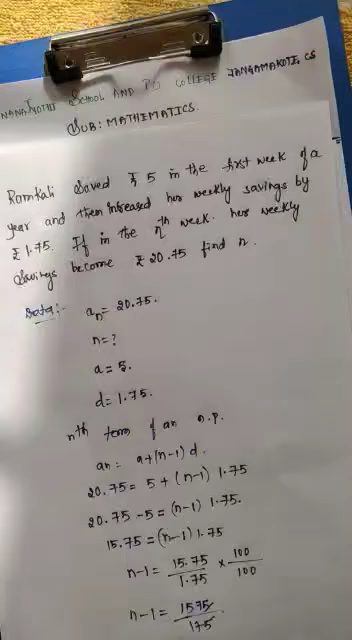 SCHOOL AND PU COLLEGE JANGAMAKOTE, CS
SUB: MATHEMATICS.
Ramkali Saved ₹ 5 in the first week of a
year and then Increased her weekly savings by
₹ 1.75. If in the nth week. her weekly
Savings become ₹ 20.75 find n.
Data:- an= 20.75.
n=?
a= 5.
d= 1.75.
nth term of an A.P.
an= a+(n-1) d.
20.75= 5+(n-1) 1.75
20.75-5=(n-1) 1.75.
15.75=(n-1) 1.75
n-1= 15.75/1.75 × 100/100
n-1= 1575/175.